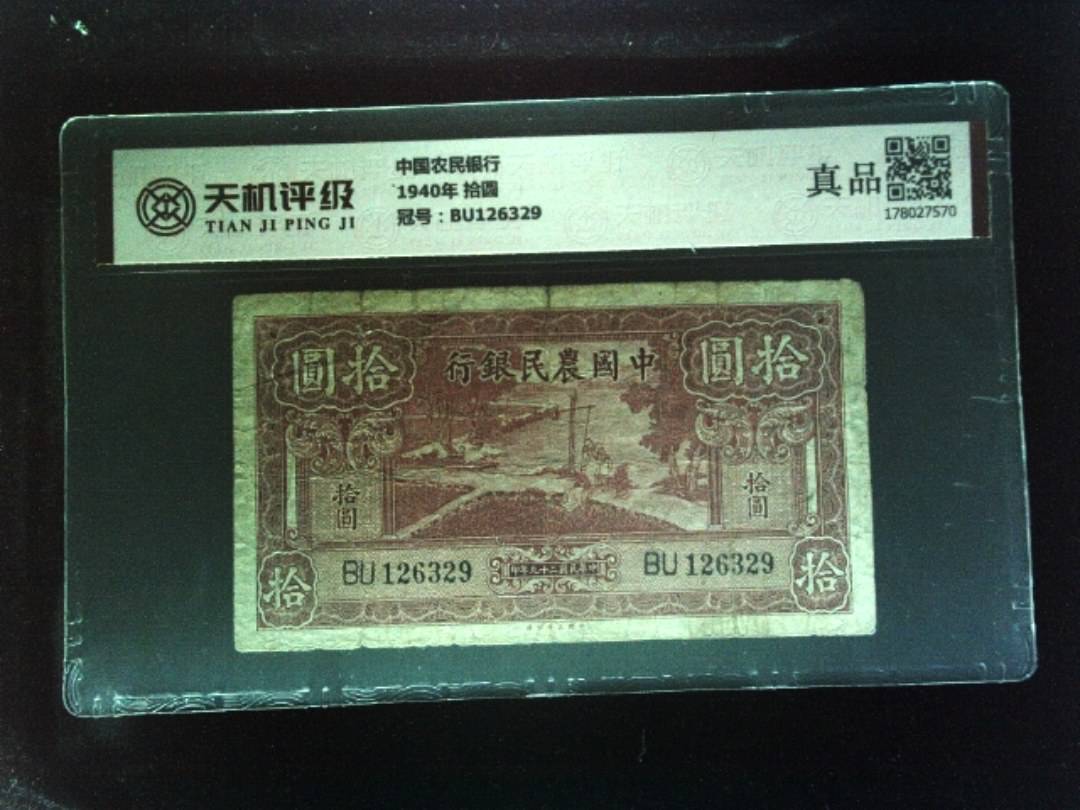 天机评级
TIAN JI PING JI
中国农民银行
1940年 拾圓
冠号：BU126329
真品
178027570
拾圓
行銀民農國中
拾圓
拾圓
拾圓
BU 126329
BU 126329
拾
拾